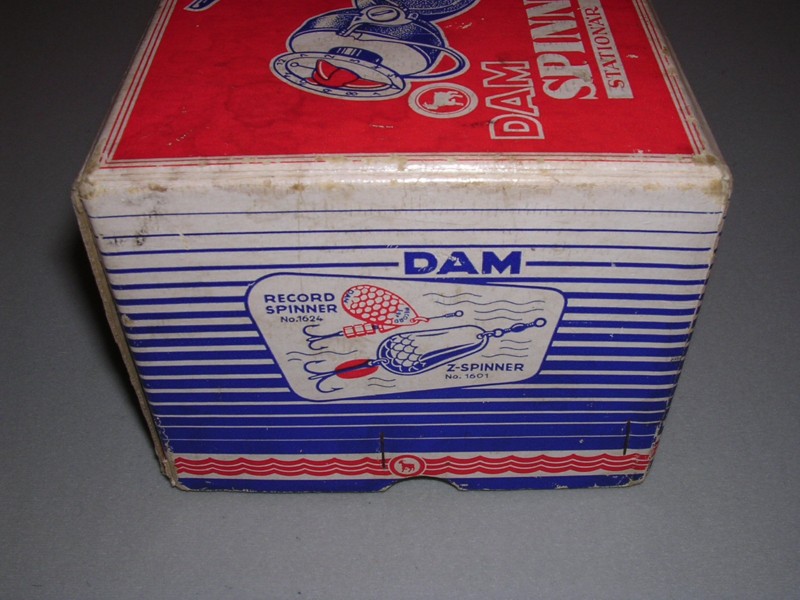 DAM
SPINN
STATIONÄR
DAM
RECORD
SPINNER
No.1624
Z-SPINNER
No. 1601